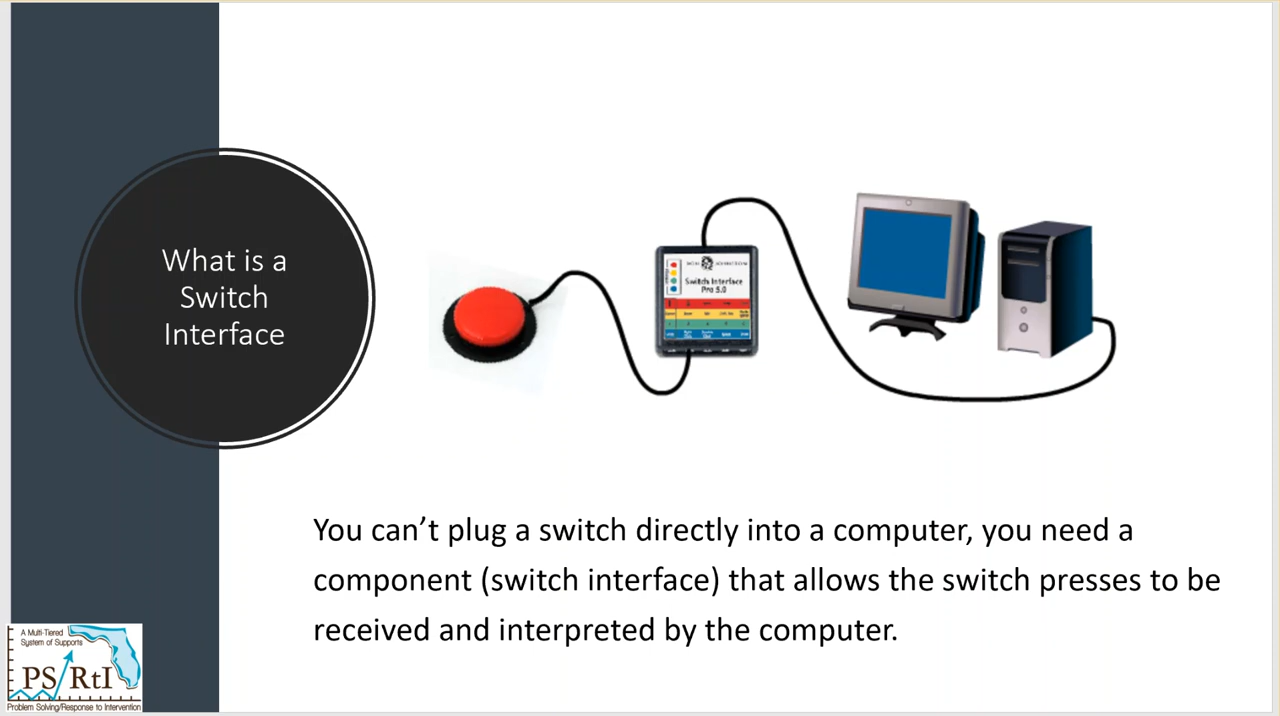 What is a
Switch
Interface
Switch Interface
Pro 5.0
You can’t plug a switch directly into a computer, you need a
component (switch interface) that allows the switch presses to be
received and interpreted by the computer.
A Multi-Tiered
System of Supports
PS RtI
Problem Solving/Response to Intervention